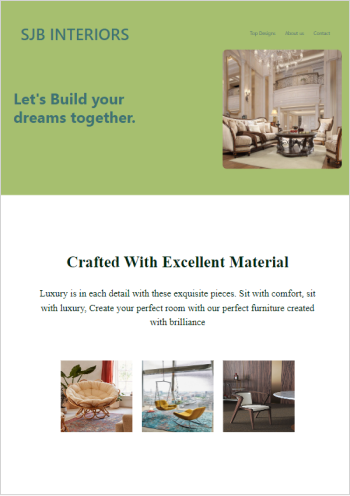 SJB INTERIORS
Top Designs About us Contact
Let's Build your
dreams together.
Crafted With Excellent Material
Luxury is in each detail with these exquisite pieces. Sit with comfort, sit
with luxury, Create your perfect room with our perfect furniture created
with brilliance